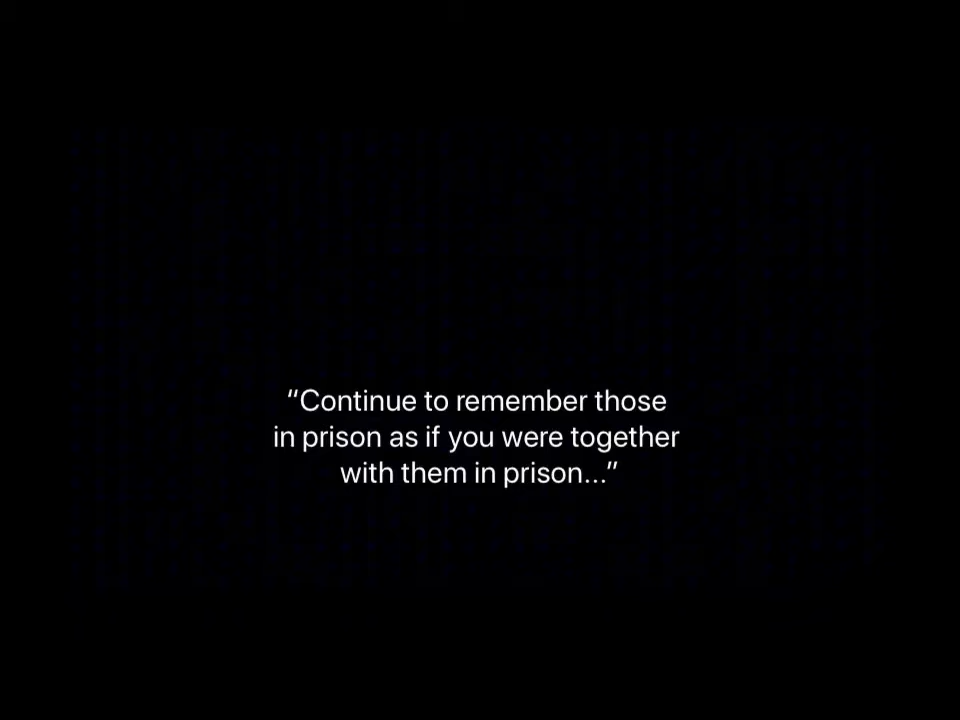 “Continue to remember those
in prison as if you were together
with them in prison...”